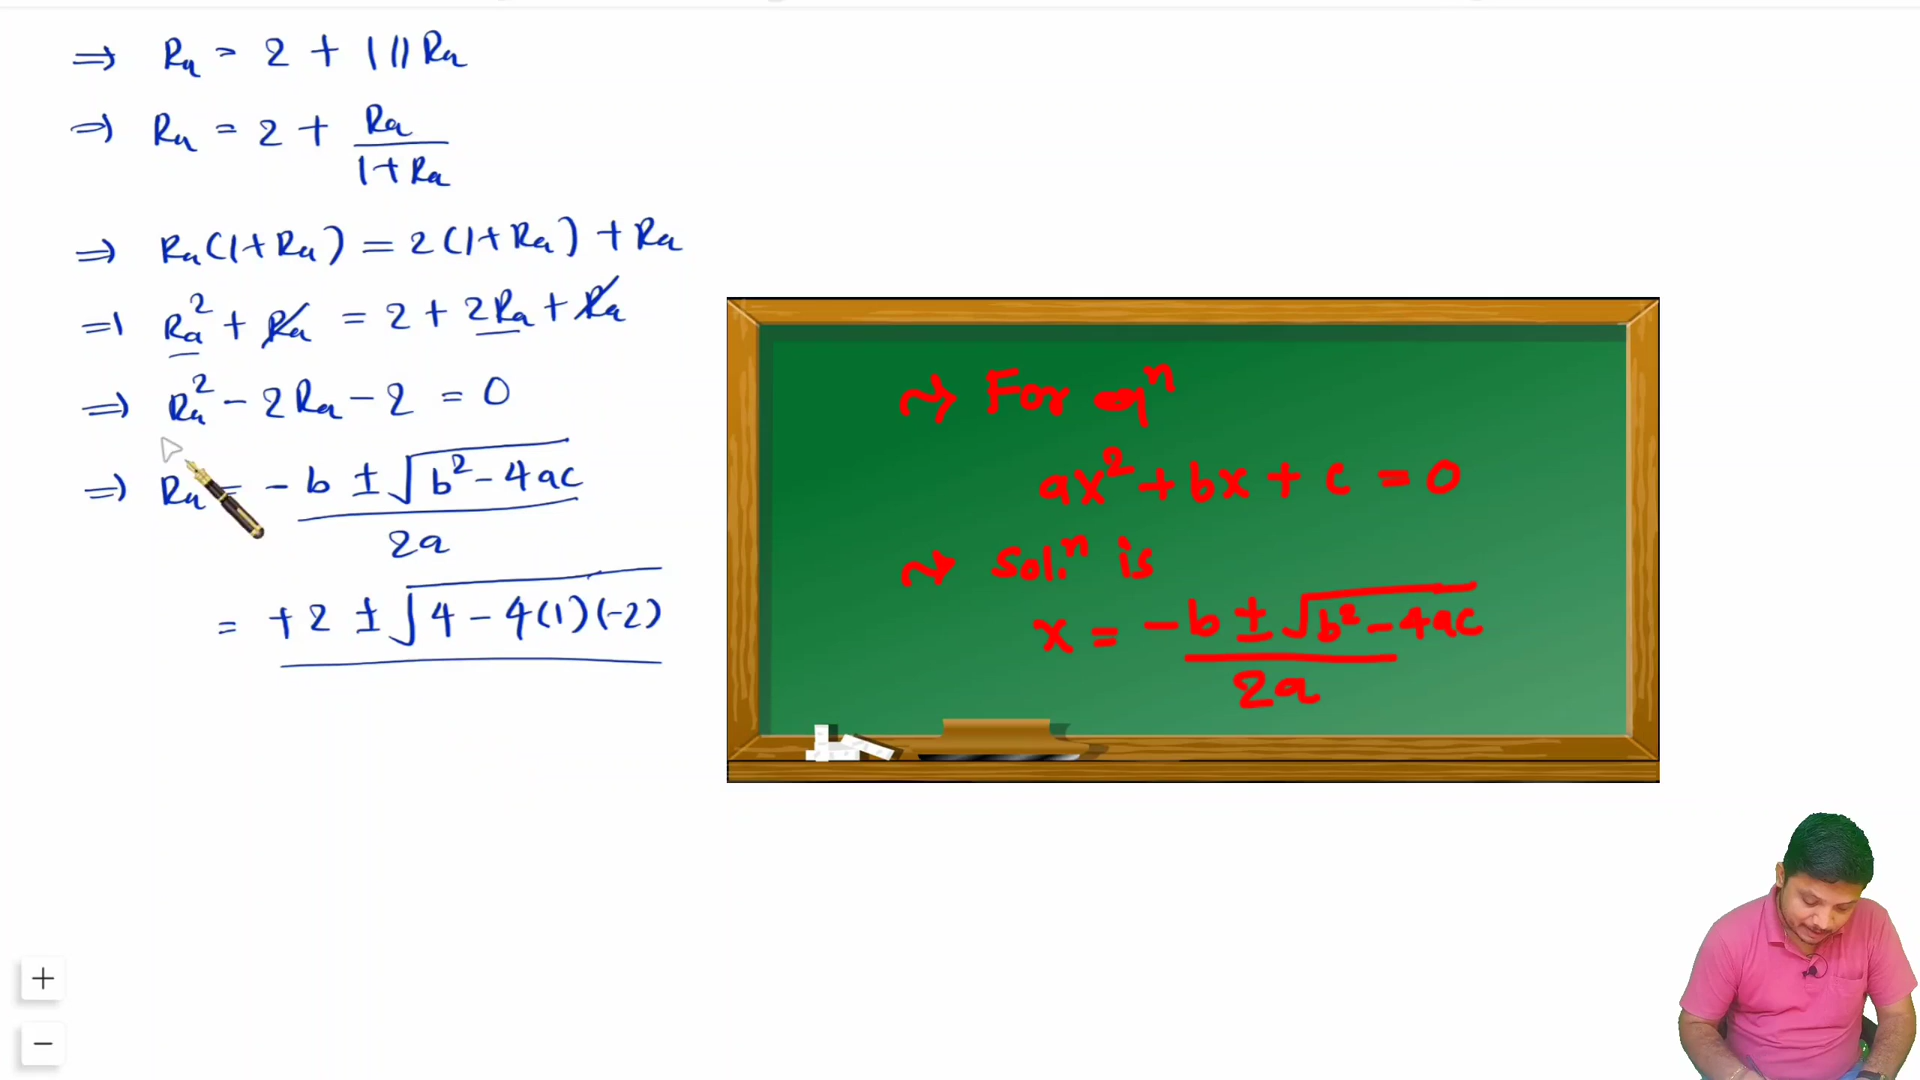 ⇒ Ra = 2 + 1 || Ra
⇒ Ra = 2 + Ra / 1+Ra
⇒ Ra(1+Ra) = 2(1+Ra) + Ra
⇒ Ra² + Ra = 2 + 2Ra + Ra
⇒ Ra² - 2Ra - 2 = 0
⇒ Ra = -b ± √b² - 4ac / 2a
= +2 ± √4 - 4(1)(-2)
⇝ For eqⁿ
ax² + bx + c = 0
⇝ Sol.ⁿ is
x = -b ± √b² - 4ac / 2a
+
−